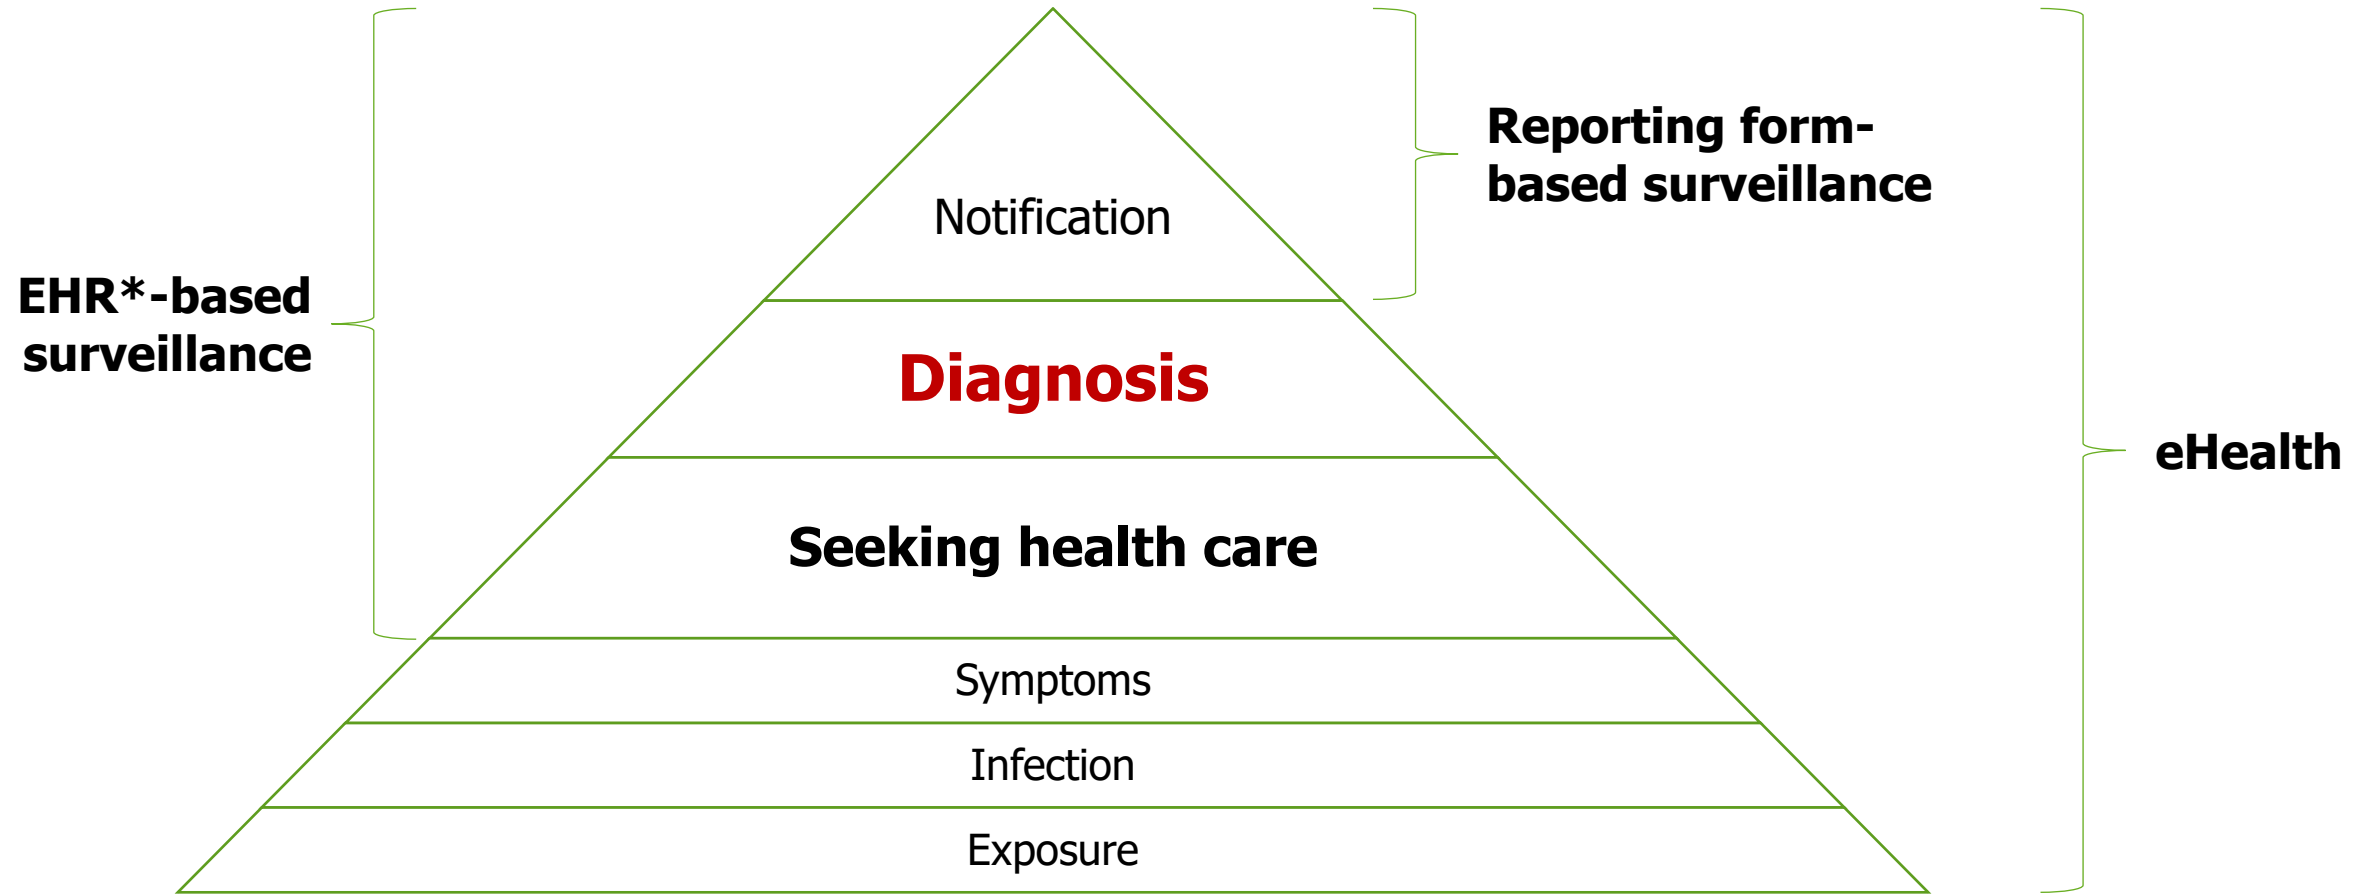 Reporting form-
based surveillance
Notification
EHR*-based
surveillance
Diagnosis
eHealth
Seeking health care
Symptoms
Infection
Exposure